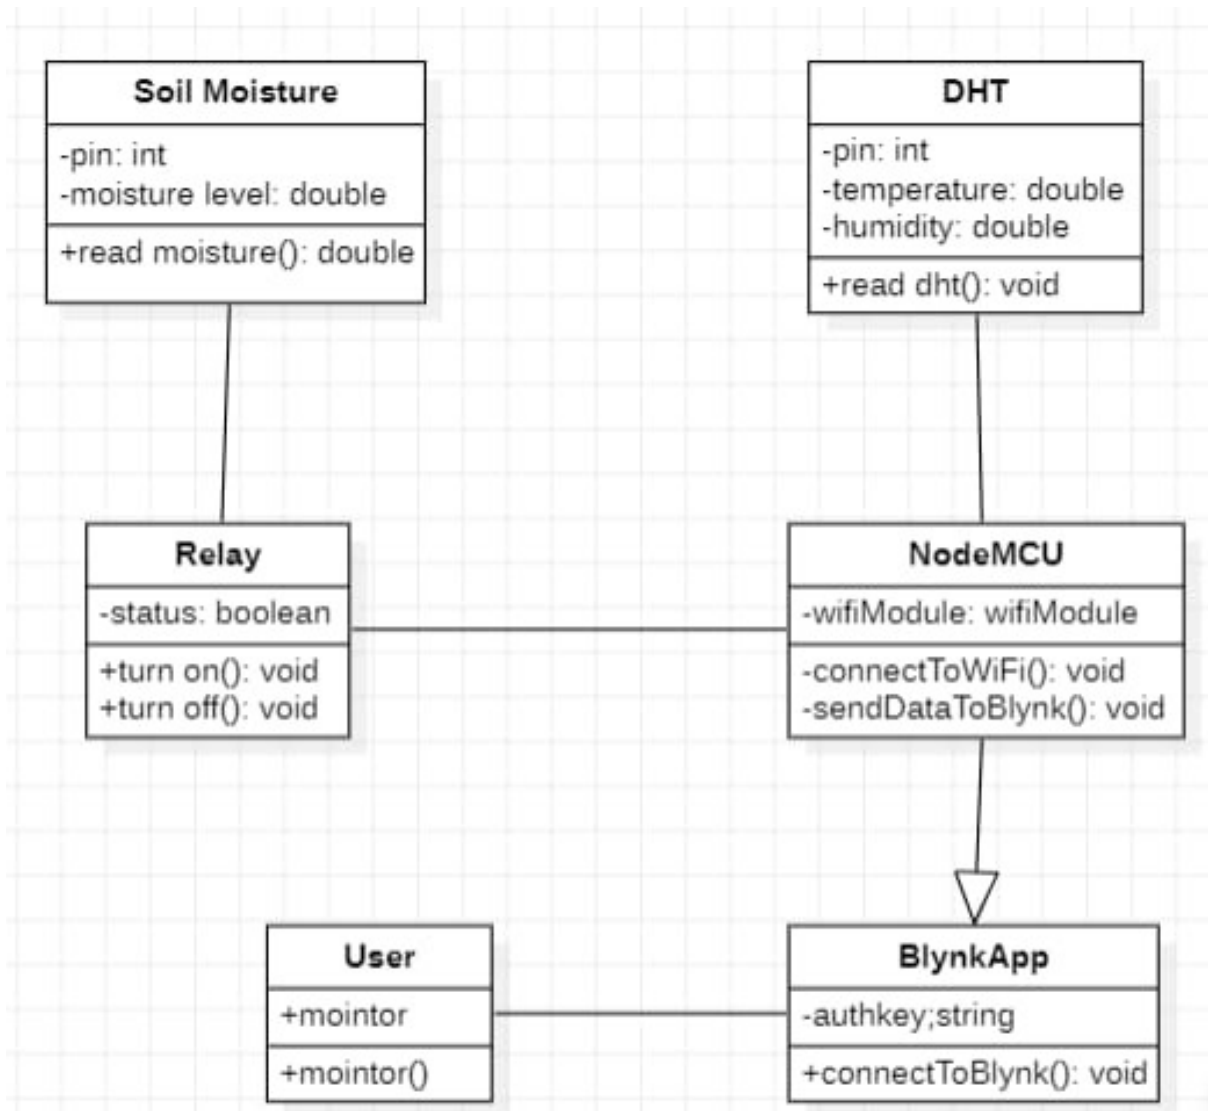 Soil Moisture
-pin: int
-moisture level: double
+read moisture(): double
DHT
-pin: int
-temperature: double
-humidity: double
+read dht(): void
Relay
-status: boolean
+turn on(): void
+turn off(): void
NodeMCU
-wifiModule: wifiModule
-connectToWiFi(): void
-sendDataToBlynk(): void
User
+mointor
+mointor()
BlynkApp
-authkey;string
+connectToBlynk(): void